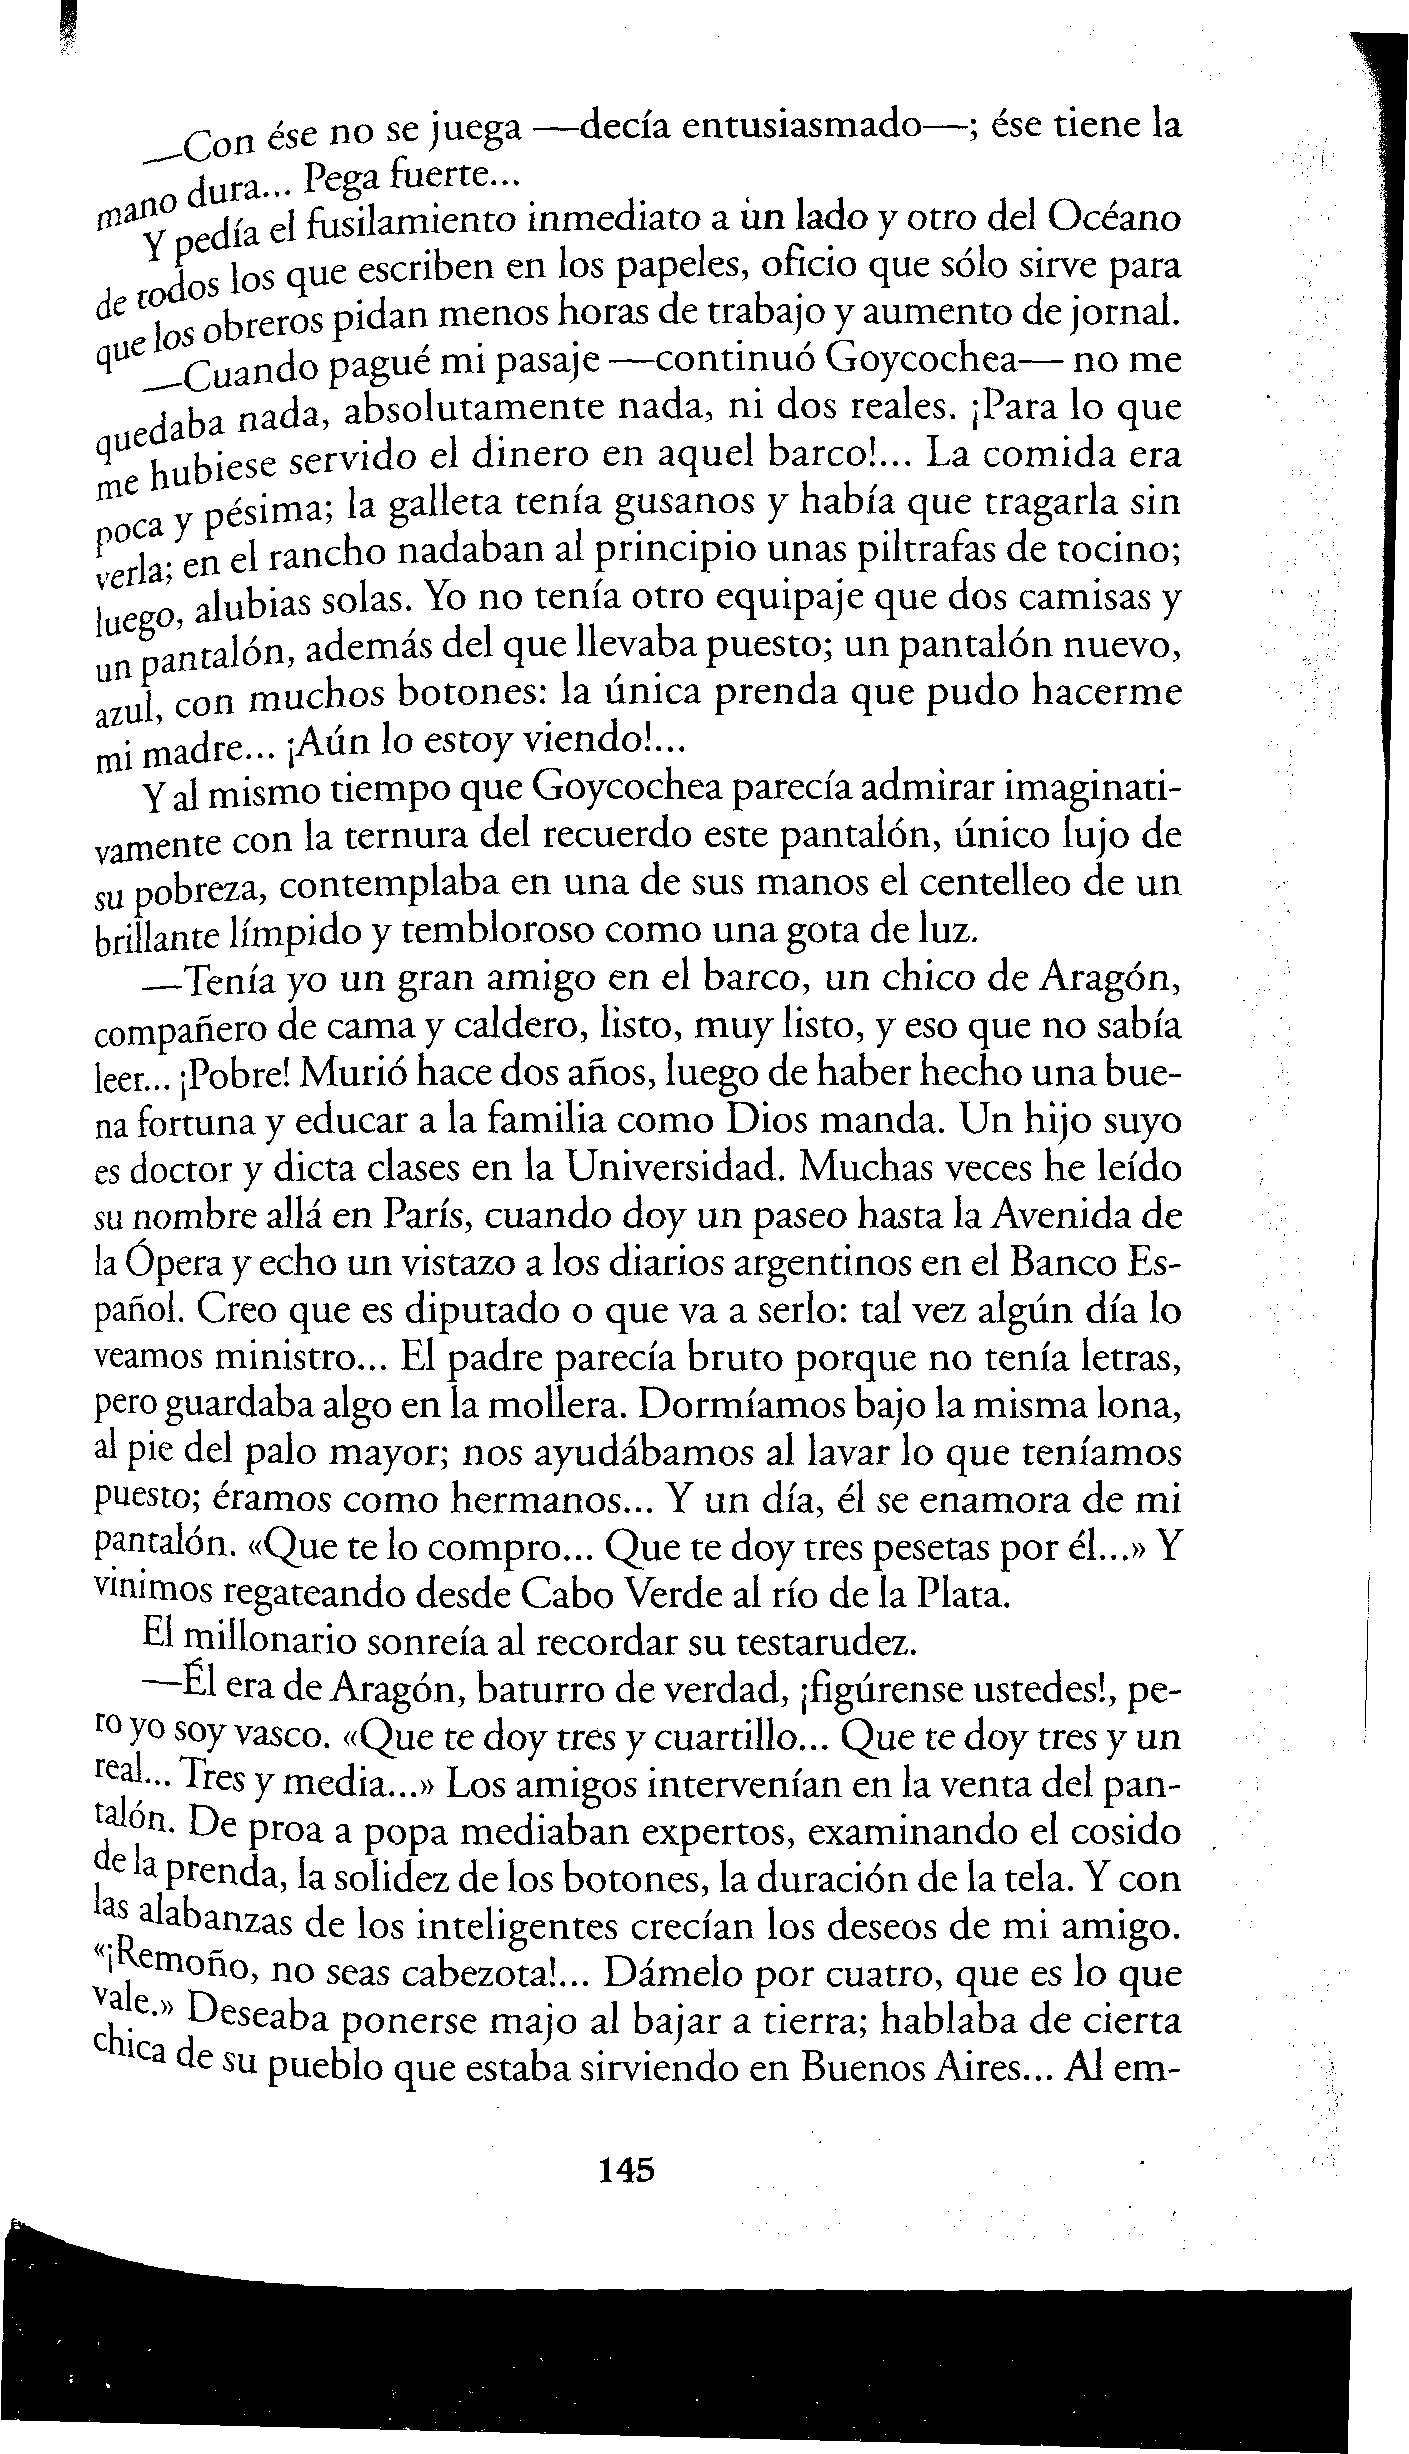 —Con ése no se juega —decía entusiasmado—; ése tiene la
mano dura... Pega fuerte...
Y pedía el fusilamiento inmediato a un lado y otro del Océano
de todos los que escriben en los papeles, oficio que sólo sirve para
que los obreros pidan menos horas de trabajo y aumento de jornal.
—Cuando pagué mi pasaje —continuó Goycochea— no me
quedaba nada, absolutamente nada, ni dos reales. ¡Para lo que
me hubiese servido el dinero en aquel barco!... La comida era
poca y pésima; la galleta tenía gusanos y había que tragarla sin
verla; en el rancho nadaban al principio unas piltrafas de tocino;
luego, alubias solas. Yo no tenía otro equipaje que dos camisas y
un pantalón, además del que llevaba puesto; un pantalón nuevo,
azul, con muchos botones: la única prenda que pudo hacerme
mi madre... ¡Aún lo estoy viendo!...
Y al mismo tiempo que Goycochea parecía admirar imaginati-
vamente con la ternura del recuerdo este pantalón, único lujo de
su pobreza, contemplaba en una de sus manos el centelleo de un
brillante límpido y tembloroso como una gota de luz.
—Tenía yo un gran amigo en el barco, un chico de Aragón,
compañero de cama y caldero, listo, muy listo, y eso que no sabía
leer... ¡Pobre! Murió hace dos años, luego de haber hecho una bue-
na fortuna y educar a la familia como Dios manda. Un hijo suyo
es doctor y dicta clases en la Universidad. Muchas veces he leído
su nombre allá en París, cuando doy un paseo hasta la Avenida de
la Ópera y echo un vistazo a los diarios argentinos en el Banco Es-
pañol. Creo que es diputado o que va a serlo: tal vez algún día lo
veamos ministro... El padre parecía bruto porque no tenía letras,
pero guardaba algo en la mollera. Dormíamos bajo la misma lona,
al pie del palo mayor; nos ayudábamos al lavar lo que teníamos
puesto; éramos como hermanos... Y un día, él se enamora de mi
pantalón. «Que te lo compro... Que te doy tres pesetas por él...» Y
vinimos regateando desde Cabo Verde al río de la Plata.
El millonario sonreía al recordar su testarudez.
—Él era de Aragón, baturro de verdad, ¡figúrense ustedes!, pe-
ro yo soy vasco. «Que te doy tres y cuartillo... Que te doy tres y un
real... Tres y media...» Los amigos intervenían en la venta del pan-
talón. De proa a popa mediaban expertos, examinando el cosido
de la prenda, la solidez de los botones, la duración de la tela. Y con
las alabanzas de los inteligentes crecían los deseos de mi amigo.
«¡Remoño, no seas cabezota!... Dámelo por cuatro, que es lo que
vale.» Deseaba ponerse majo al bajar a tierra; hablaba de cierta
chica de su pueblo que estaba sirviendo en Buenos Aires... Al em-
145